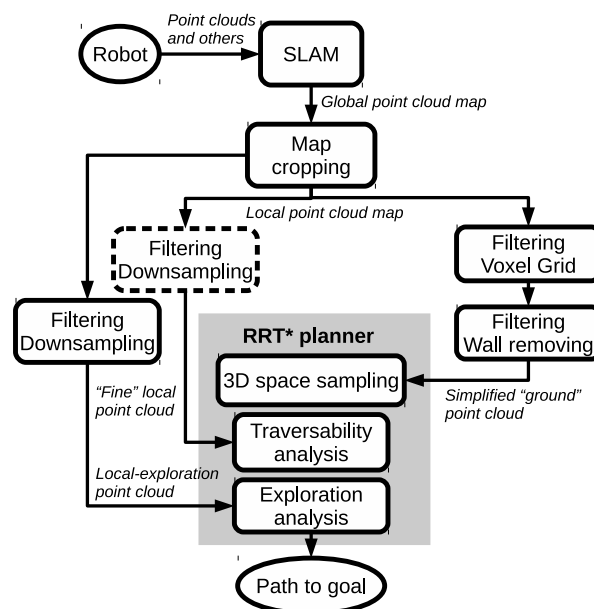 Point clouds
and others
Robot
SLAM
Global point cloud map
Map
cropping
Local point cloud map
Filtering
Downsampling
Filtering
Voxel Grid
Filtering
Downsampling
Filtering
Wall removing
RRT* planner
3D space sampling
“Fine” local
point cloud
Simplified “ground”
point cloud
Traversability
analysis
Local-exploration
point cloud
Exploration
analysis
Path to goal